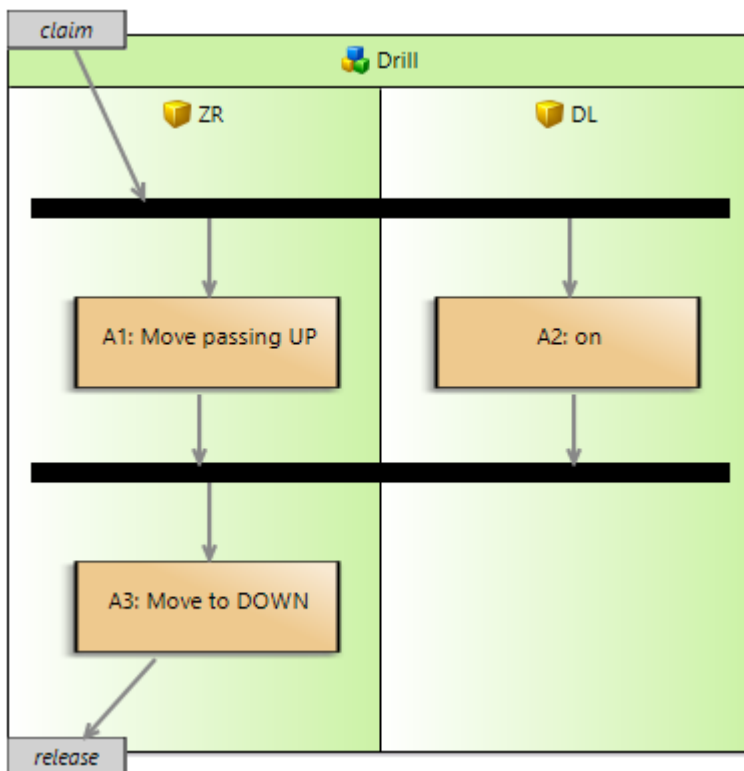 claim
Drill
ZR
DL
A1: Move passing UP
A2: on
A3: Move to DOWN
release